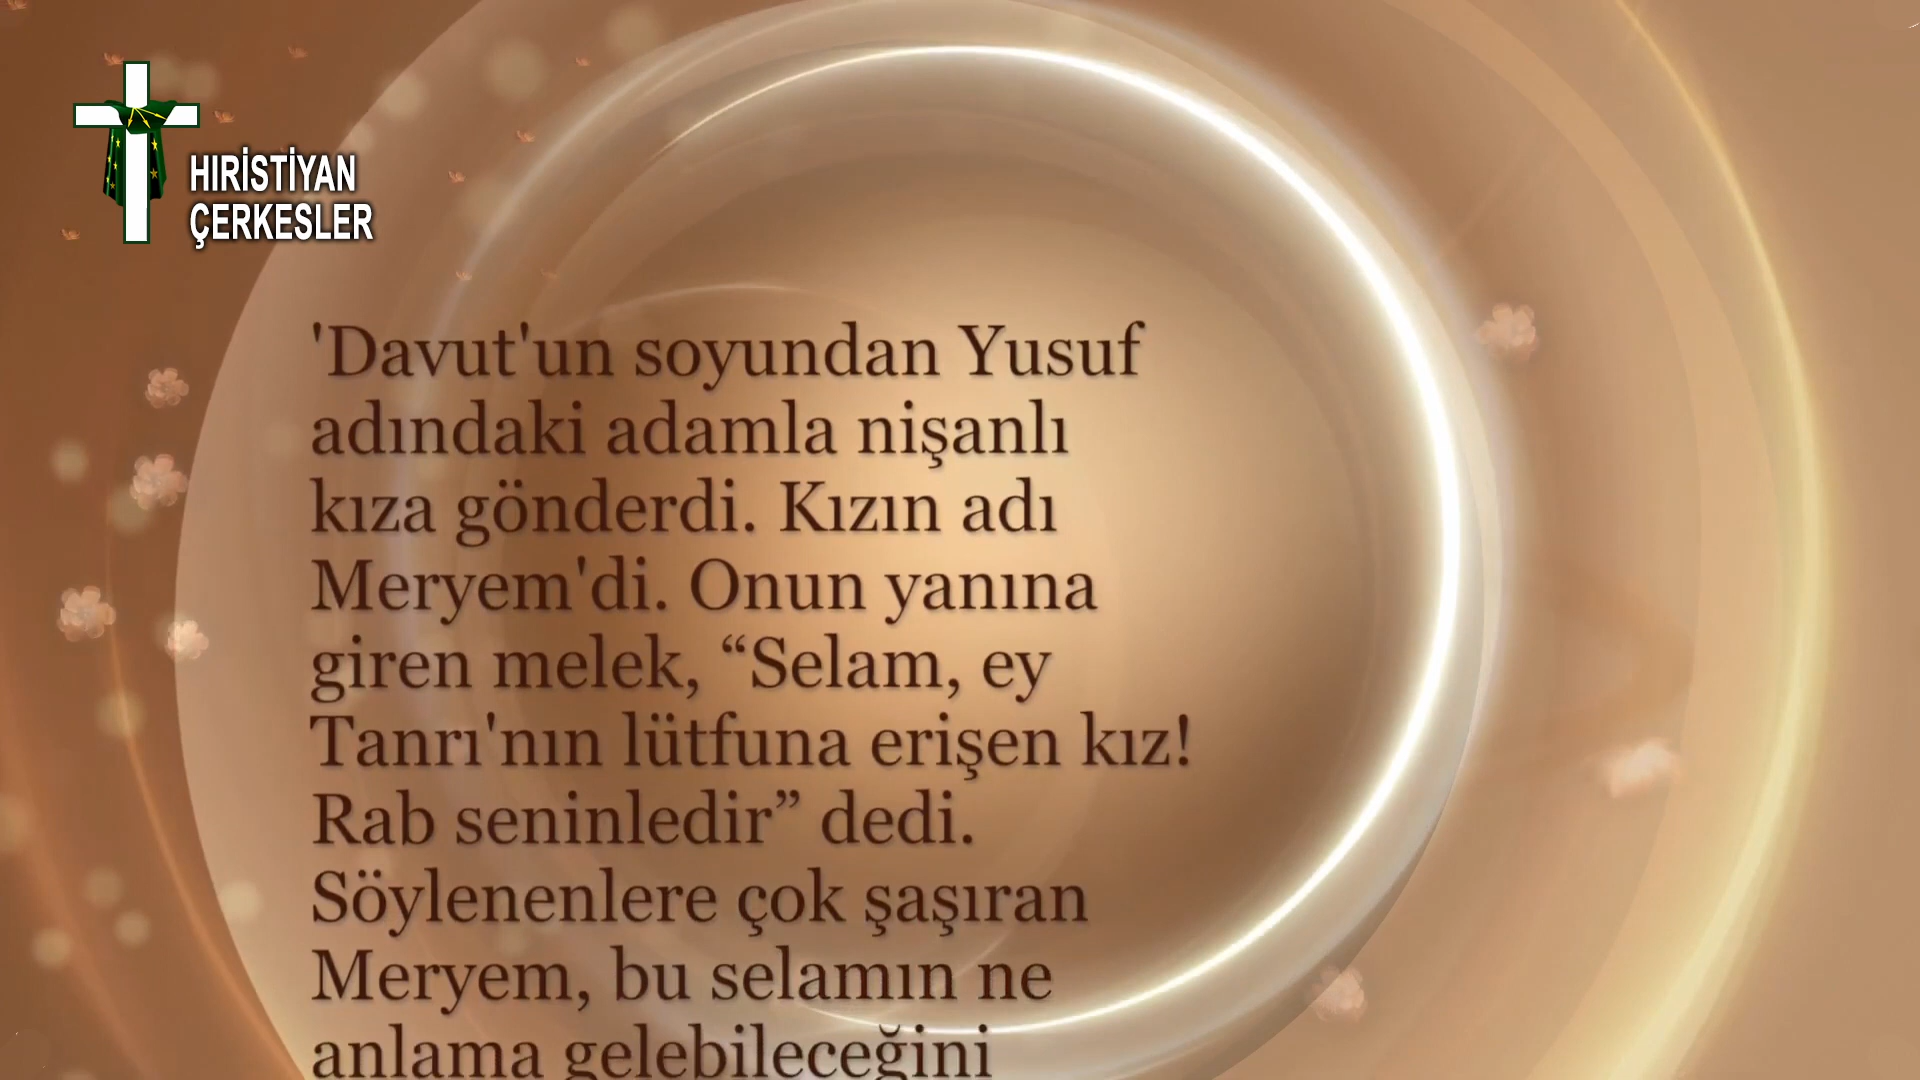 HIRİSTİYAN
ÇERKESLER
'Davut'un soyundan Yusuf
adındaki adamla nişanlı
kıza gönderdi. Kızın adı
Meryem'di. Onun yanına
giren melek, “Selam, ey
Tanrı'nın lütfuna erişen kız!
Rab seninledir” dedi.
Söylenenlere çok şaşıran
Meryem, bu selamın ne
anlama gelebileceğini